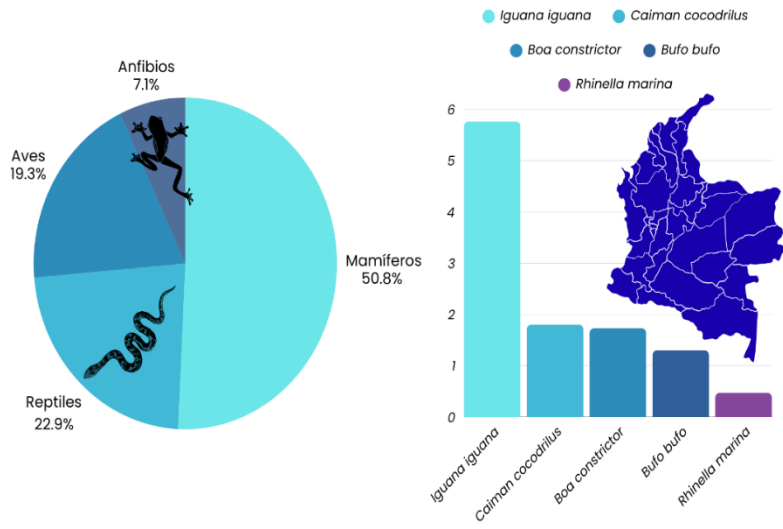 Anfibios
7.1%
Aves
19.3%
Mamíferos
50.8%
Reptiles
22.9%
Iguana iguana
Caiman cocodrilus
Boa constrictor
Bufo bufo
Rhinella marina
6
5
4
3
2
1
0
Iguana iguana
Caiman cocodrilus
Boa constrictor
Bufo bufo
Rhinella marina